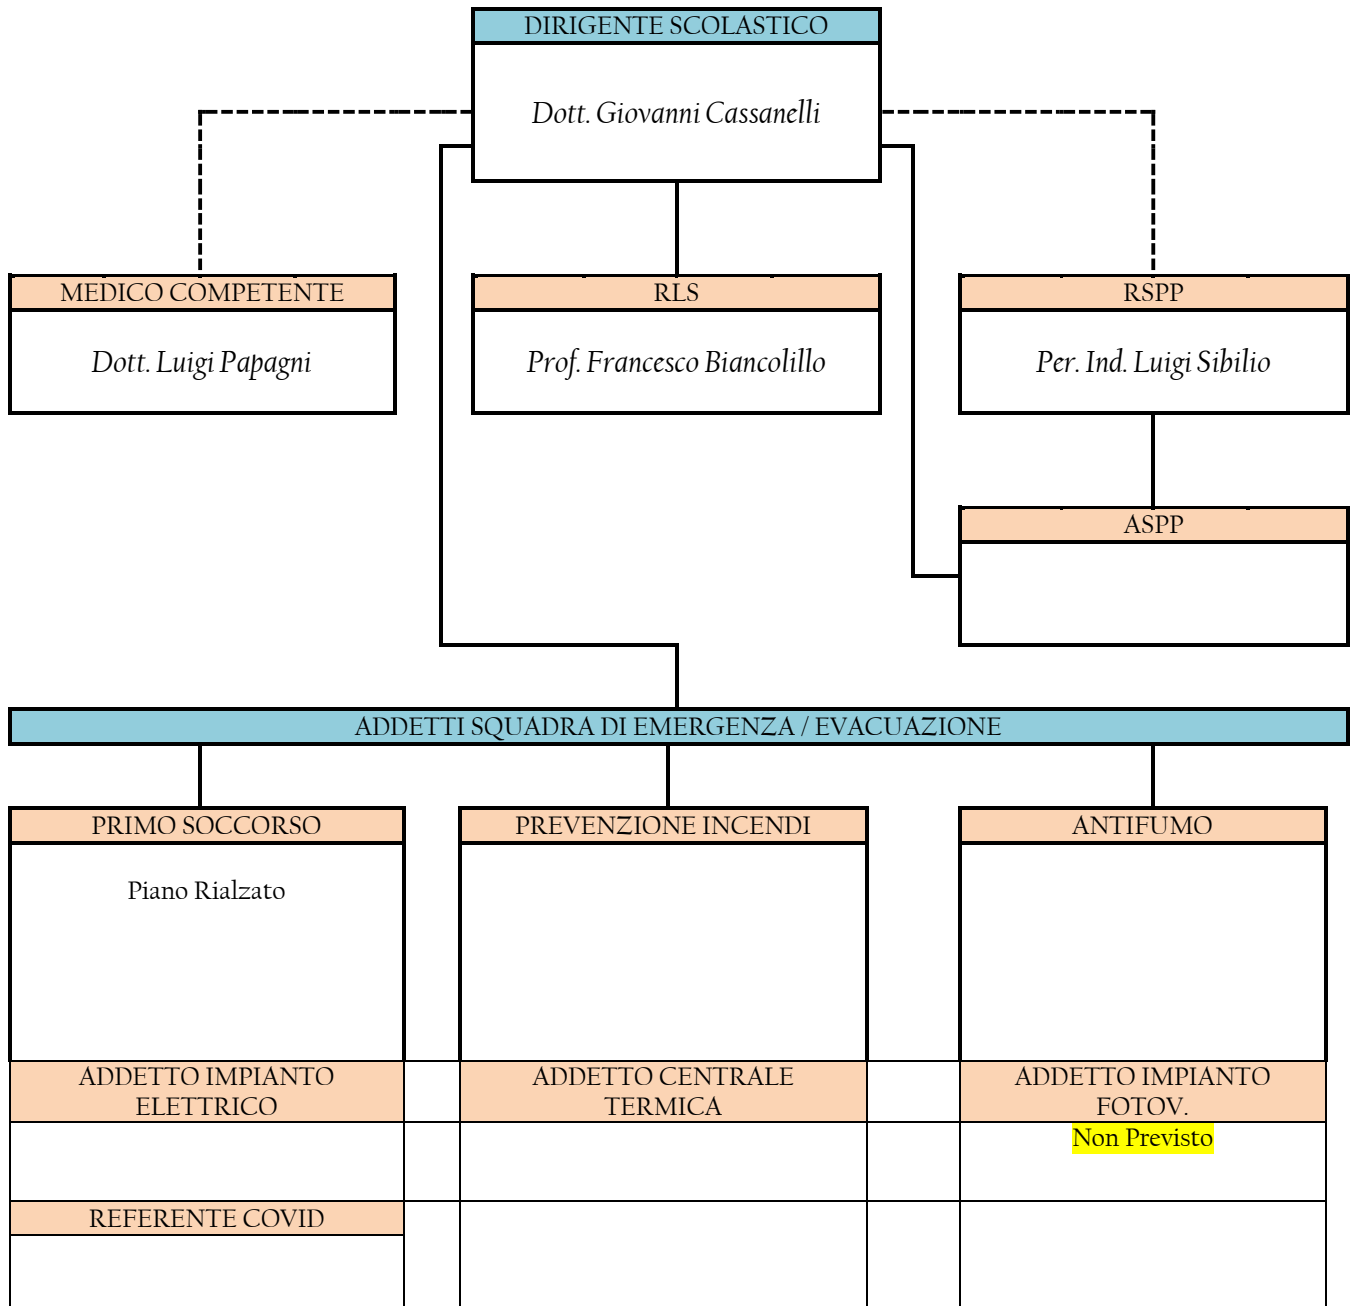 DIRIGENTE SCOLASTICO
Dott. Giovanni Cassanelli
MEDICO COMPETENTE
Dott. Luigi Papagni
RLS
Prof. Francesco Biancolillo
RSPP
Per. Ind. Luigi Sibilio
ASPP
ADDETTI SQUADRA DI EMERGENZA / EVACUAZIONE
PRIMO SOCCORSO
Piano Rialzato
PREVENZIONE INCENDI
ANTIFUMO
ADDETTO IMPIANTO
ELETTRICO
ADDETTO CENTRALE
TERMICA
ADDETTO IMPIANTO
FOTOV.
Non Previsto
REFERENTE COVID